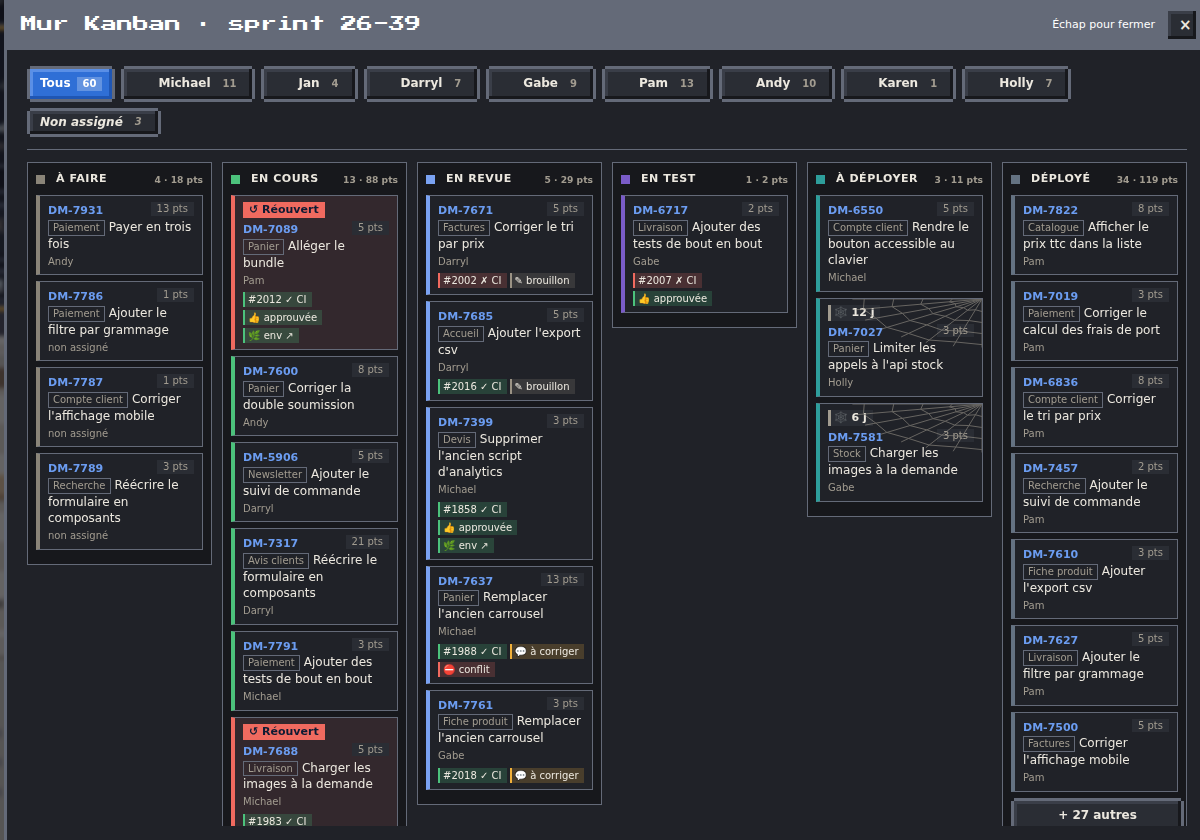 Mur Kanban · sprint 26-39
Échap pour fermer
×
Tous 60
Michael 11
Jan 4
Darryl 7
Gabe 9
Pam 13
Andy 10
Karen 1
Holly 7
Non assigné 3
À FAIRE 4 · 18 pts
DM-7931 13 pts
Paiement Payer en trois
fois
Andy
DM-7786 1 pts
Paiement Ajouter le
filtre par grammage
non assigné
DM-7787 1 pts
Compte client Corriger
l'affichage mobile
non assigné
DM-7789 3 pts
Recherche Réécrire le
formulaire en
composants
non assigné
EN COURS 13 · 88 pts
↺ Réouvert
DM-7089 5 pts
Panier Alléger le
bundle
Pam
#2012 ✓ CI
👍 approuvée
🌿 env ↗
DM-7600 8 pts
Panier Corriger la
double soumission
Andy
DM-5906 5 pts
Newsletter Ajouter le
suivi de commande
Darryl
DM-7317 21 pts
Avis clients Réécrire le
formulaire en
composants
Darryl
DM-7791 3 pts
Paiement Ajouter des
tests de bout en bout
Michael
↺ Réouvert
DM-7688 5 pts
Livraison Charger les
images à la demande
Michael
#1983 ✓ CI
EN REVUE 5 · 29 pts
DM-7671 5 pts
Factures Corriger le tri
par prix
Darryl
#2002 ✗ CI ✎ brouillon
DM-7685 5 pts
Accueil Ajouter l'export
csv
Darryl
#2016 ✓ CI ✎ brouillon
DM-7399 3 pts
Devis Supprimer
l'ancien script
d'analytics
Michael
#1858 ✓ CI
👍 approuvée
🌿 env ↗
DM-7637 13 pts
Panier Remplacer
l'ancien carrousel
Michael
#1988 ✓ CI 💬 à corriger
⛔ conflit
DM-7761 3 pts
Fiche produit Remplacer
l'ancien carrousel
Gabe
#2018 ✓ CI 💬 à corriger
EN TEST 1 · 2 pts
DM-6717 2 pts
Livraison Ajouter des
tests de bout en bout
Gabe
#2007 ✗ CI
👍 approuvée
À DÉPLOYER 3 · 11 pts
DM-6550 5 pts
Compte client Rendre le
bouton accessible au
clavier
Michael
🕸 12 j
DM-7027 3 pts
Panier Limiter les
appels à l'api stock
Holly
🕸 6 j
DM-7581 3 pts
Stock Charger les
images à la demande
Gabe
DÉPLOYÉ 34 · 119 pts
DM-7822 8 pts
Catalogue Afficher le
prix ttc dans la liste
Pam
DM-7019 3 pts
Paiement Corriger le
calcul des frais de port
Pam
DM-6836 8 pts
Compte client Corriger
le tri par prix
Pam
DM-7457 2 pts
Recherche Ajouter le
suivi de commande
Pam
DM-7610 3 pts
Fiche produit Ajouter
l'export csv
Pam
DM-7627 5 pts
Livraison Ajouter le
filtre par grammage
Pam
DM-7500 5 pts
Factures Corriger
l'affichage mobile
Pam
+ 27 autres